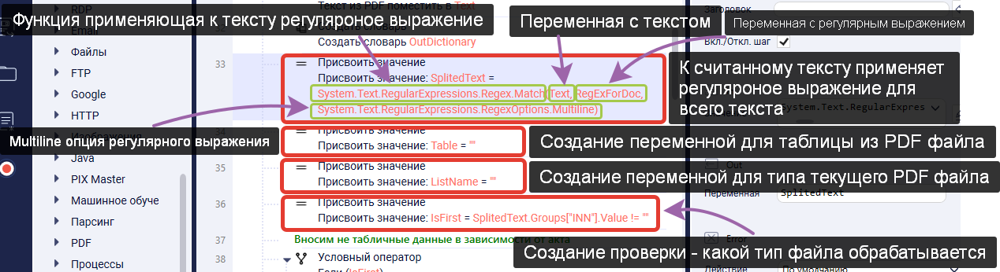 RDP
Email
Файлы
FTP
Google
HTTP
Изображения
Java
PIX Master
Машинное обуче
Парсинг
PDF
Процессы
Функция применяющая к тексту регуляроное выражение
Переменная с текстом
Переменная с регулярным выражением
Текст из PDF поместить в Text
32
Создать словарь
Создать словарь OutDictionary
33
Присвоить значение
Присвоить значение: SplitedText =
System.Text.RegularExpressions.Regex.Match(Text, RegExForDoc,
System.Text.RegularExpressions.RegexOptions.Multiline)
Multiline опция регулярного выражения
34
Присвоить значение
Присвоить значение: Table = ""
35
Присвоить значение
Присвоить значение: ListName = ""
36
Присвоить значение
Присвоить значение: IsFirst = SplitedText.Groups["INN"].Value != ""
37
Вносим не табличные данные в зависимости от акта
38
Условный оператор
Если (IsFirst)
Заголовок
Вкл./Откл. шаг
К считанному тексту применяет
регуляроное выражение для
всего текста
System.Text.RegularExpres
Создание переменной для таблицы из PDF файла
Out
Создание переменной для типа текущего PDF файла
Переменная
SplitedText
Error
Создание проверки - какой тип файла обрабатывается
Действие
По умолчанию